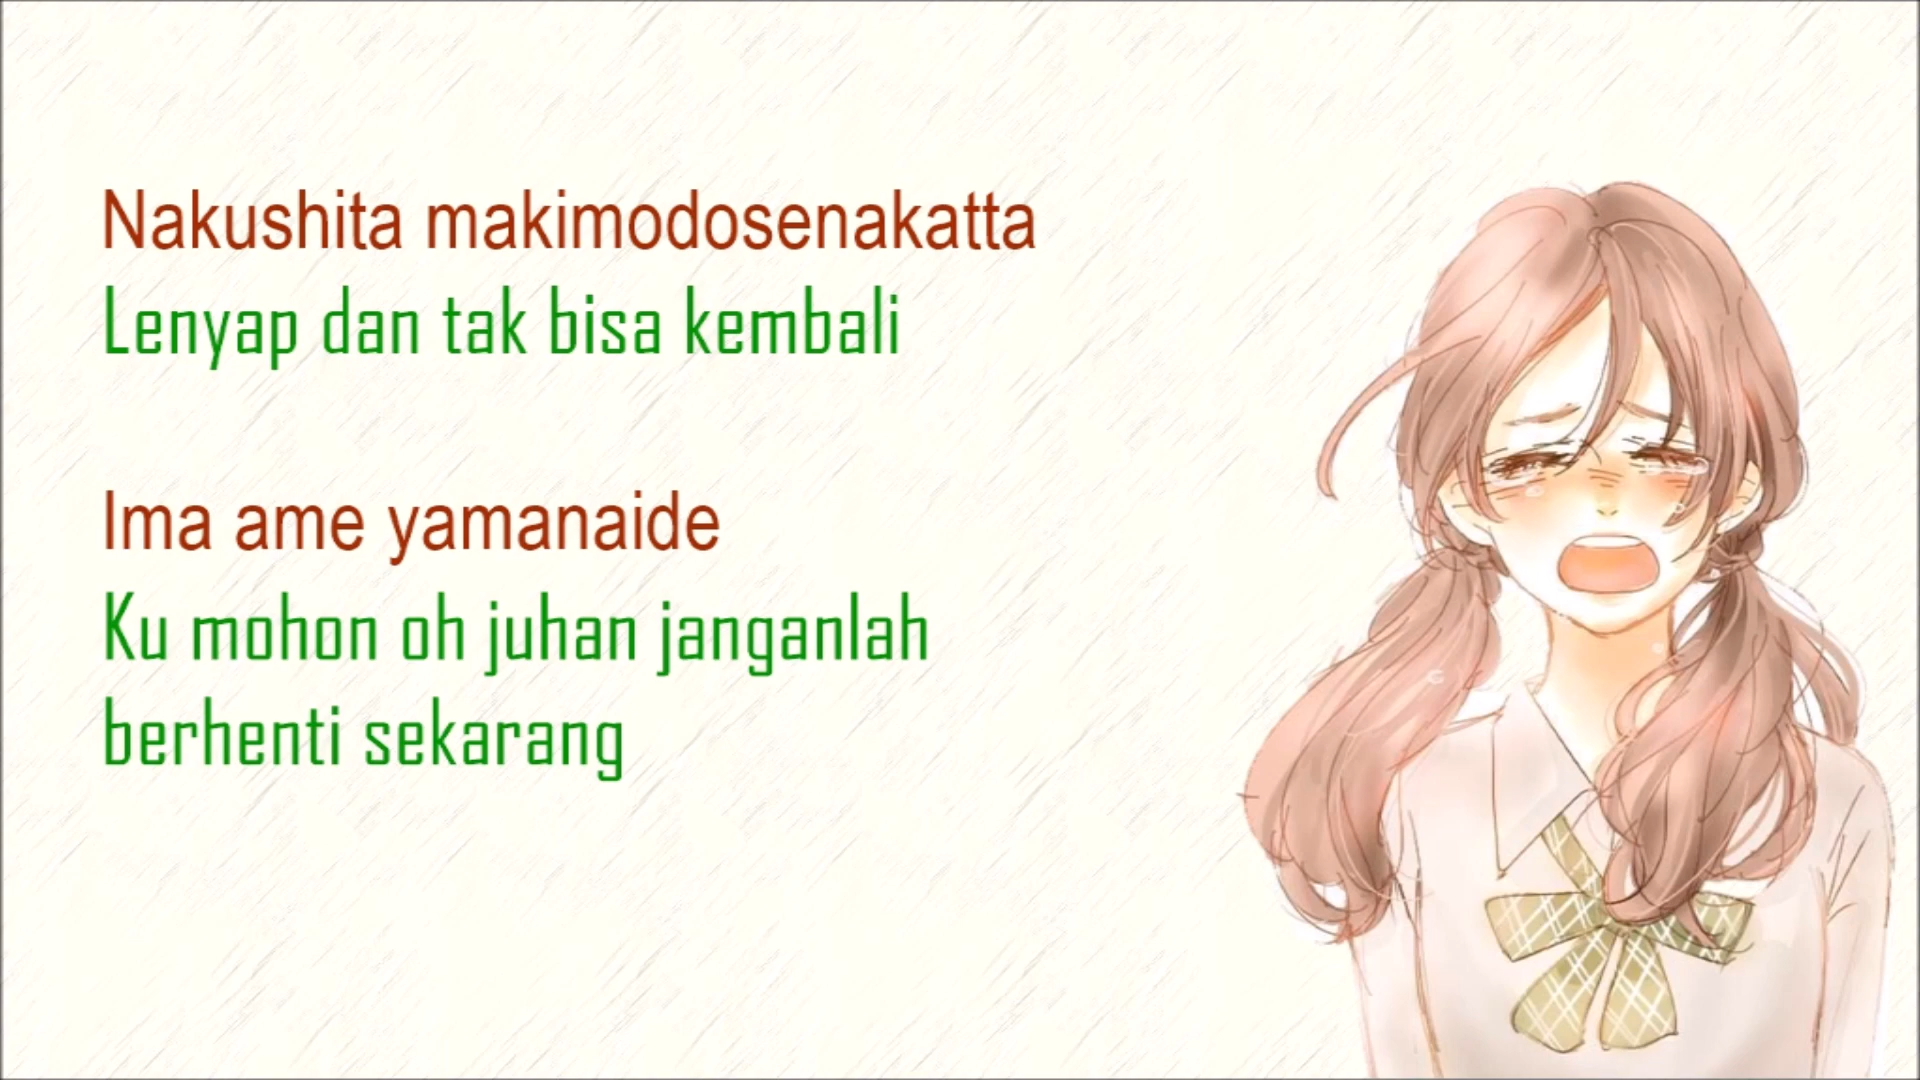 Nakushita makimodosenakatta
Lenyap dan tak bisa kembali
Ima ame yamanaide
Ku mohon oh juhan janganlah
berhenti sekarang